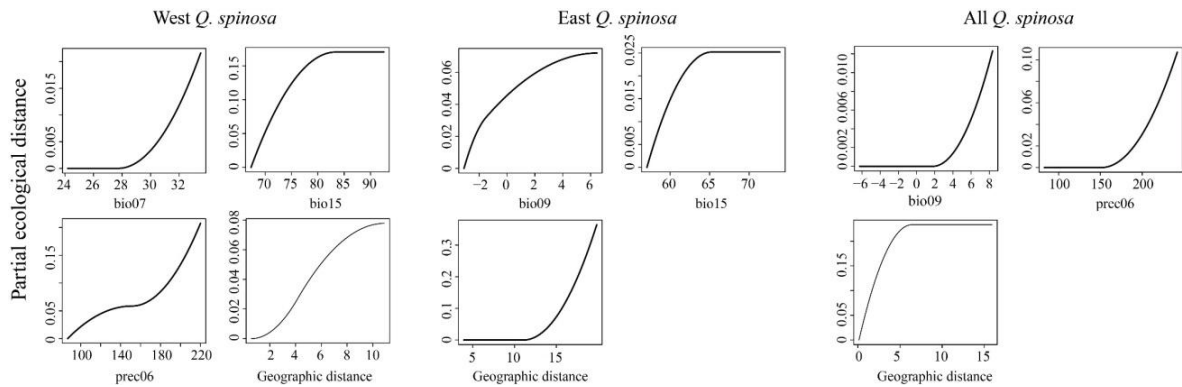 West Q. spinosa
East Q. spinosa
All Q. spinosa
Partial ecological distance
0 0.005 0.015
24 26 28 30 32
bio07
0 0.05 0.10 0.15
70 75 80 85 90
bio15
0 0.02 0.04 0.06
−2 0 2 4 6
bio09
0 0.005 0.015 0.025
60 65 70
bio15
0 0.002 0.006 0.010
−6 −4 −2 0 2 4 6 8
bio09
0 0.02 0.06 0.10
100 150 200
prec06
0 0.05 0.15
100 140 180 220
prec06
0 0.02 0.04 0.06 0.08
2 4 6 8 10
Geographic distance
0 0.1 0.2 0.3
5 10 15
Geographic distance
0 0.05 0.15
0 5 10 15
Geographic distance